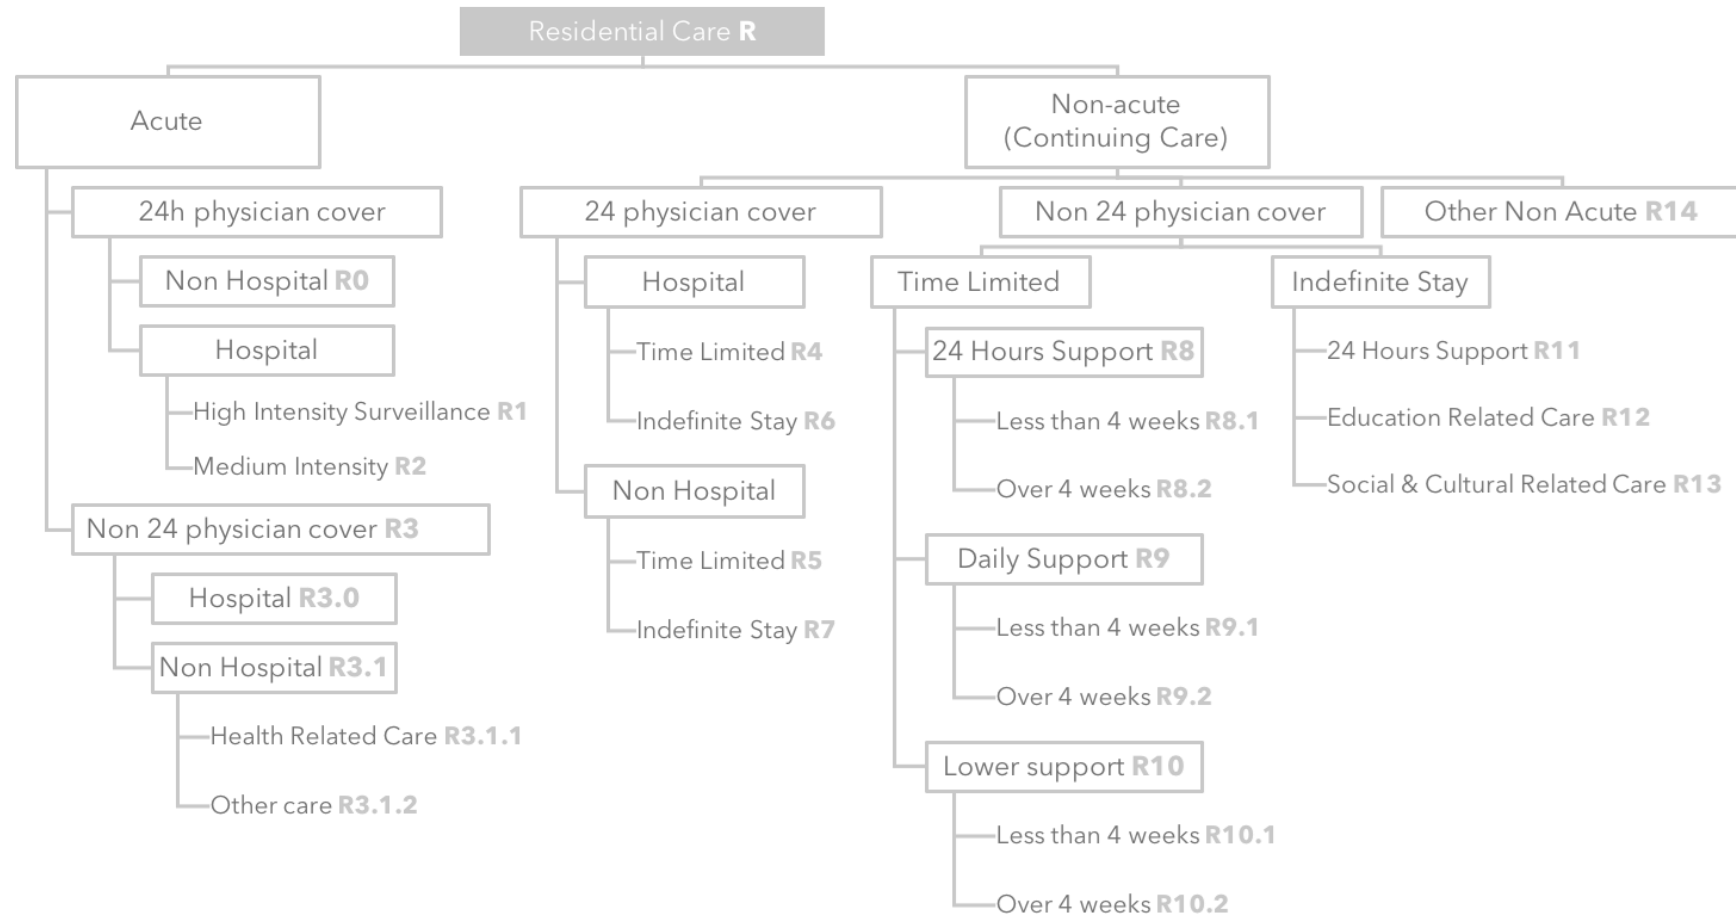 Residential Care R
Acute
24h physician cover
Non Hospital R0
Hospital
High Intensity Surveillance R1
Medium Intensity R2
Non 24 physician cover R3
Hospital R3.0
Non Hospital R3.1
Health Related Care R3.1.1
Other care R3.1.2
Non-acute
(Continuing Care)
24 physician cover
Hospital
Time Limited R4
Indefinite Stay R6
Non Hospital
Time Limited R5
Indefinite Stay R7
Non 24 physician cover
Time Limited
24 Hours Support R8
Less than 4 weeks R8.1
Over 4 weeks R8.2
Daily Support R9
Less than 4 weeks R9.1
Over 4 weeks R9.2
Lower support R10
Less than 4 weeks R10.1
Over 4 weeks R10.2
Indefinite Stay
24 Hours Support R11
Education Related Care R12
Social & Cultural Related Care R13
Other Non Acute R14